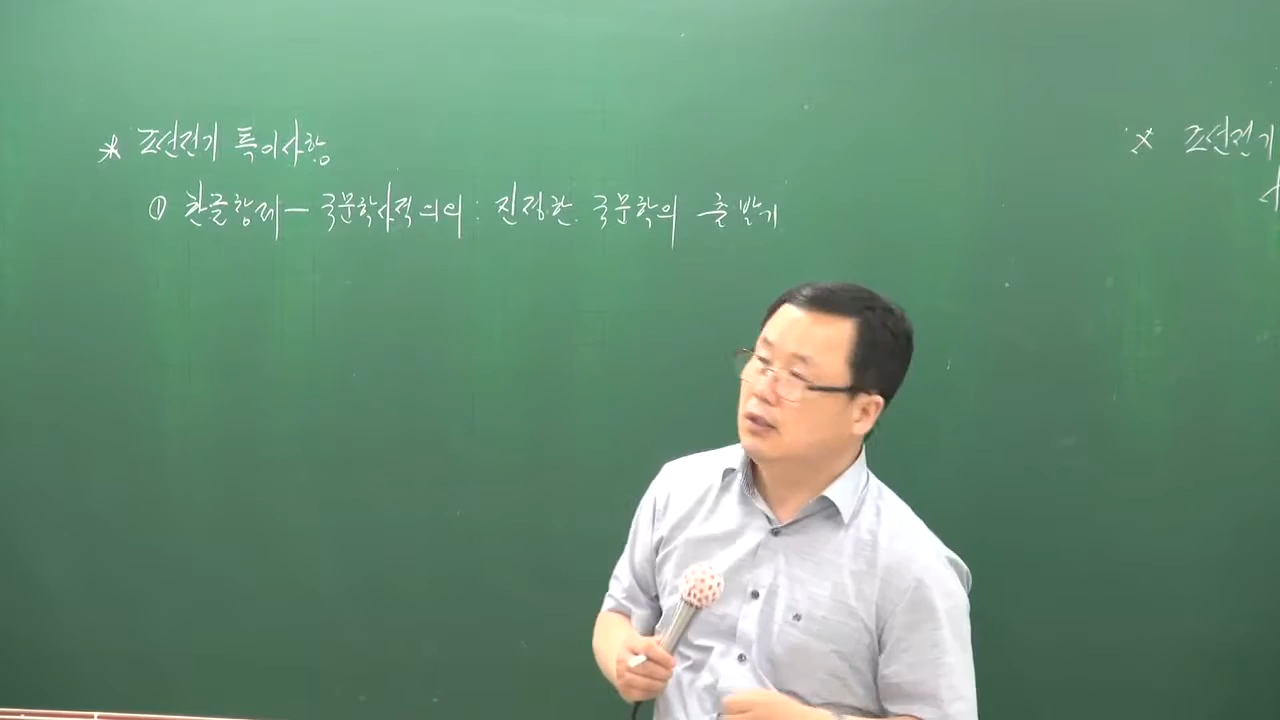 * 조선전기 특이사항
① 한글창제 — 국문학사적 의의 : 진정한 국문학의 출발기
* 조선전기